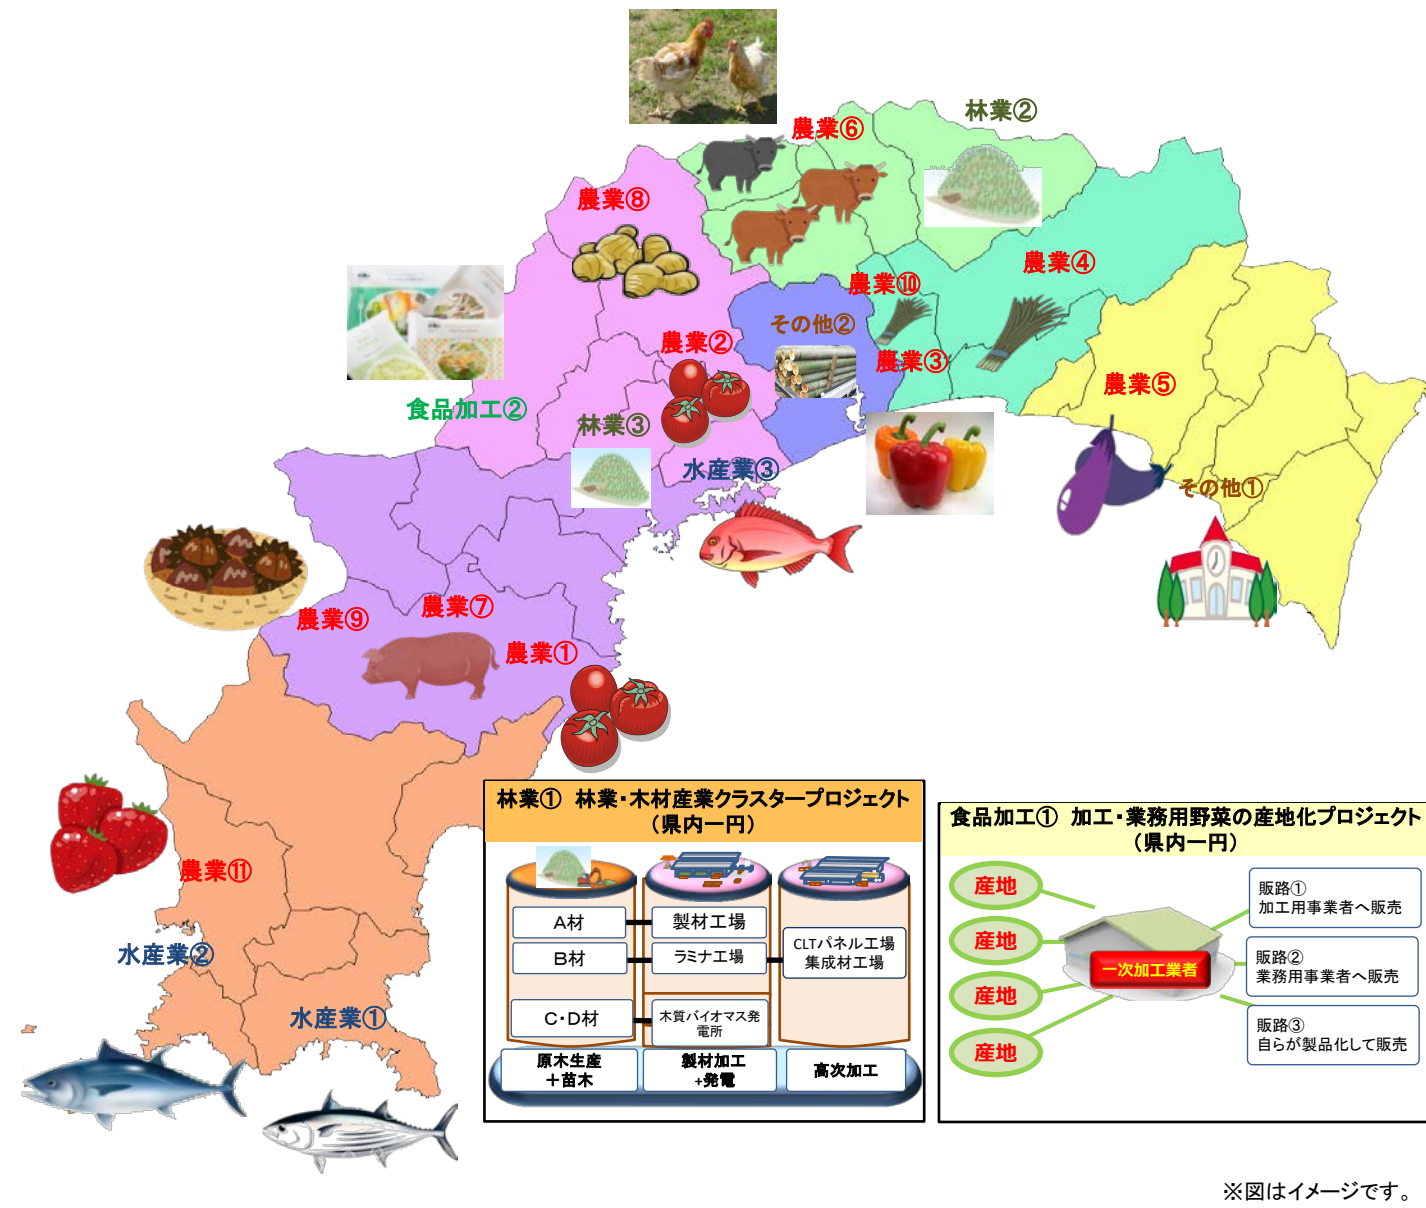 農業⑥
林業②
農業⑧
農業④
農業⑩
その他②
農業②
農業③
農業⑤
食品加工②
林業③
水産業③
その他①
農業⑦
農業⑨
農業①
農業⑪
水産業②
水産業①
林業① 林業・木材産業クラスタープロジェクト
(県内一円)
A材
製材工場
B材
ラミナ工場
CLTパネル工場
集成材工場
C・D材
木質バイオマス発
電所
原木生産
+苗木
製材加工
+発電
高次加工
食品加工① 加工・業務用野菜の産地化プロジェクト
(県内一円)
産地
産地
産地
産地
一次加工業者
販路①
加工用事業者へ販売
販路②
業務用事業者へ販売
販路③
自らが製品化して販売
※図はイメージです。